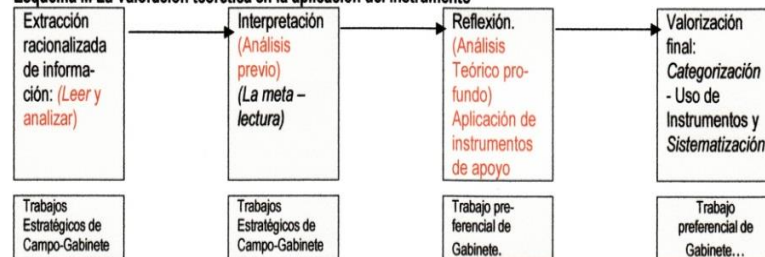 Esquema II. La valoración teorética en la aplicación del instrumento
Extracción
racionalizada
de informa-
ción: (Leer y
analizar)
Interpretación
(Análisis
previo)
(La meta –
lectura)
Reflexión.
(Análisis
Teórico pro-
fundo)
Aplicación de
instrumentos
de apoyo
Valorización
final:
Categorización
- Uso de
Instrumentos y
Sistematización
Trabajos
Estratégicos de
Campo-Gabinete
Trabajos
Estratégicos de
Campo-Gabinete
Trabajo pre-
ferencial de
Gabinete.
Trabajo
preferencial de
Gabinete…